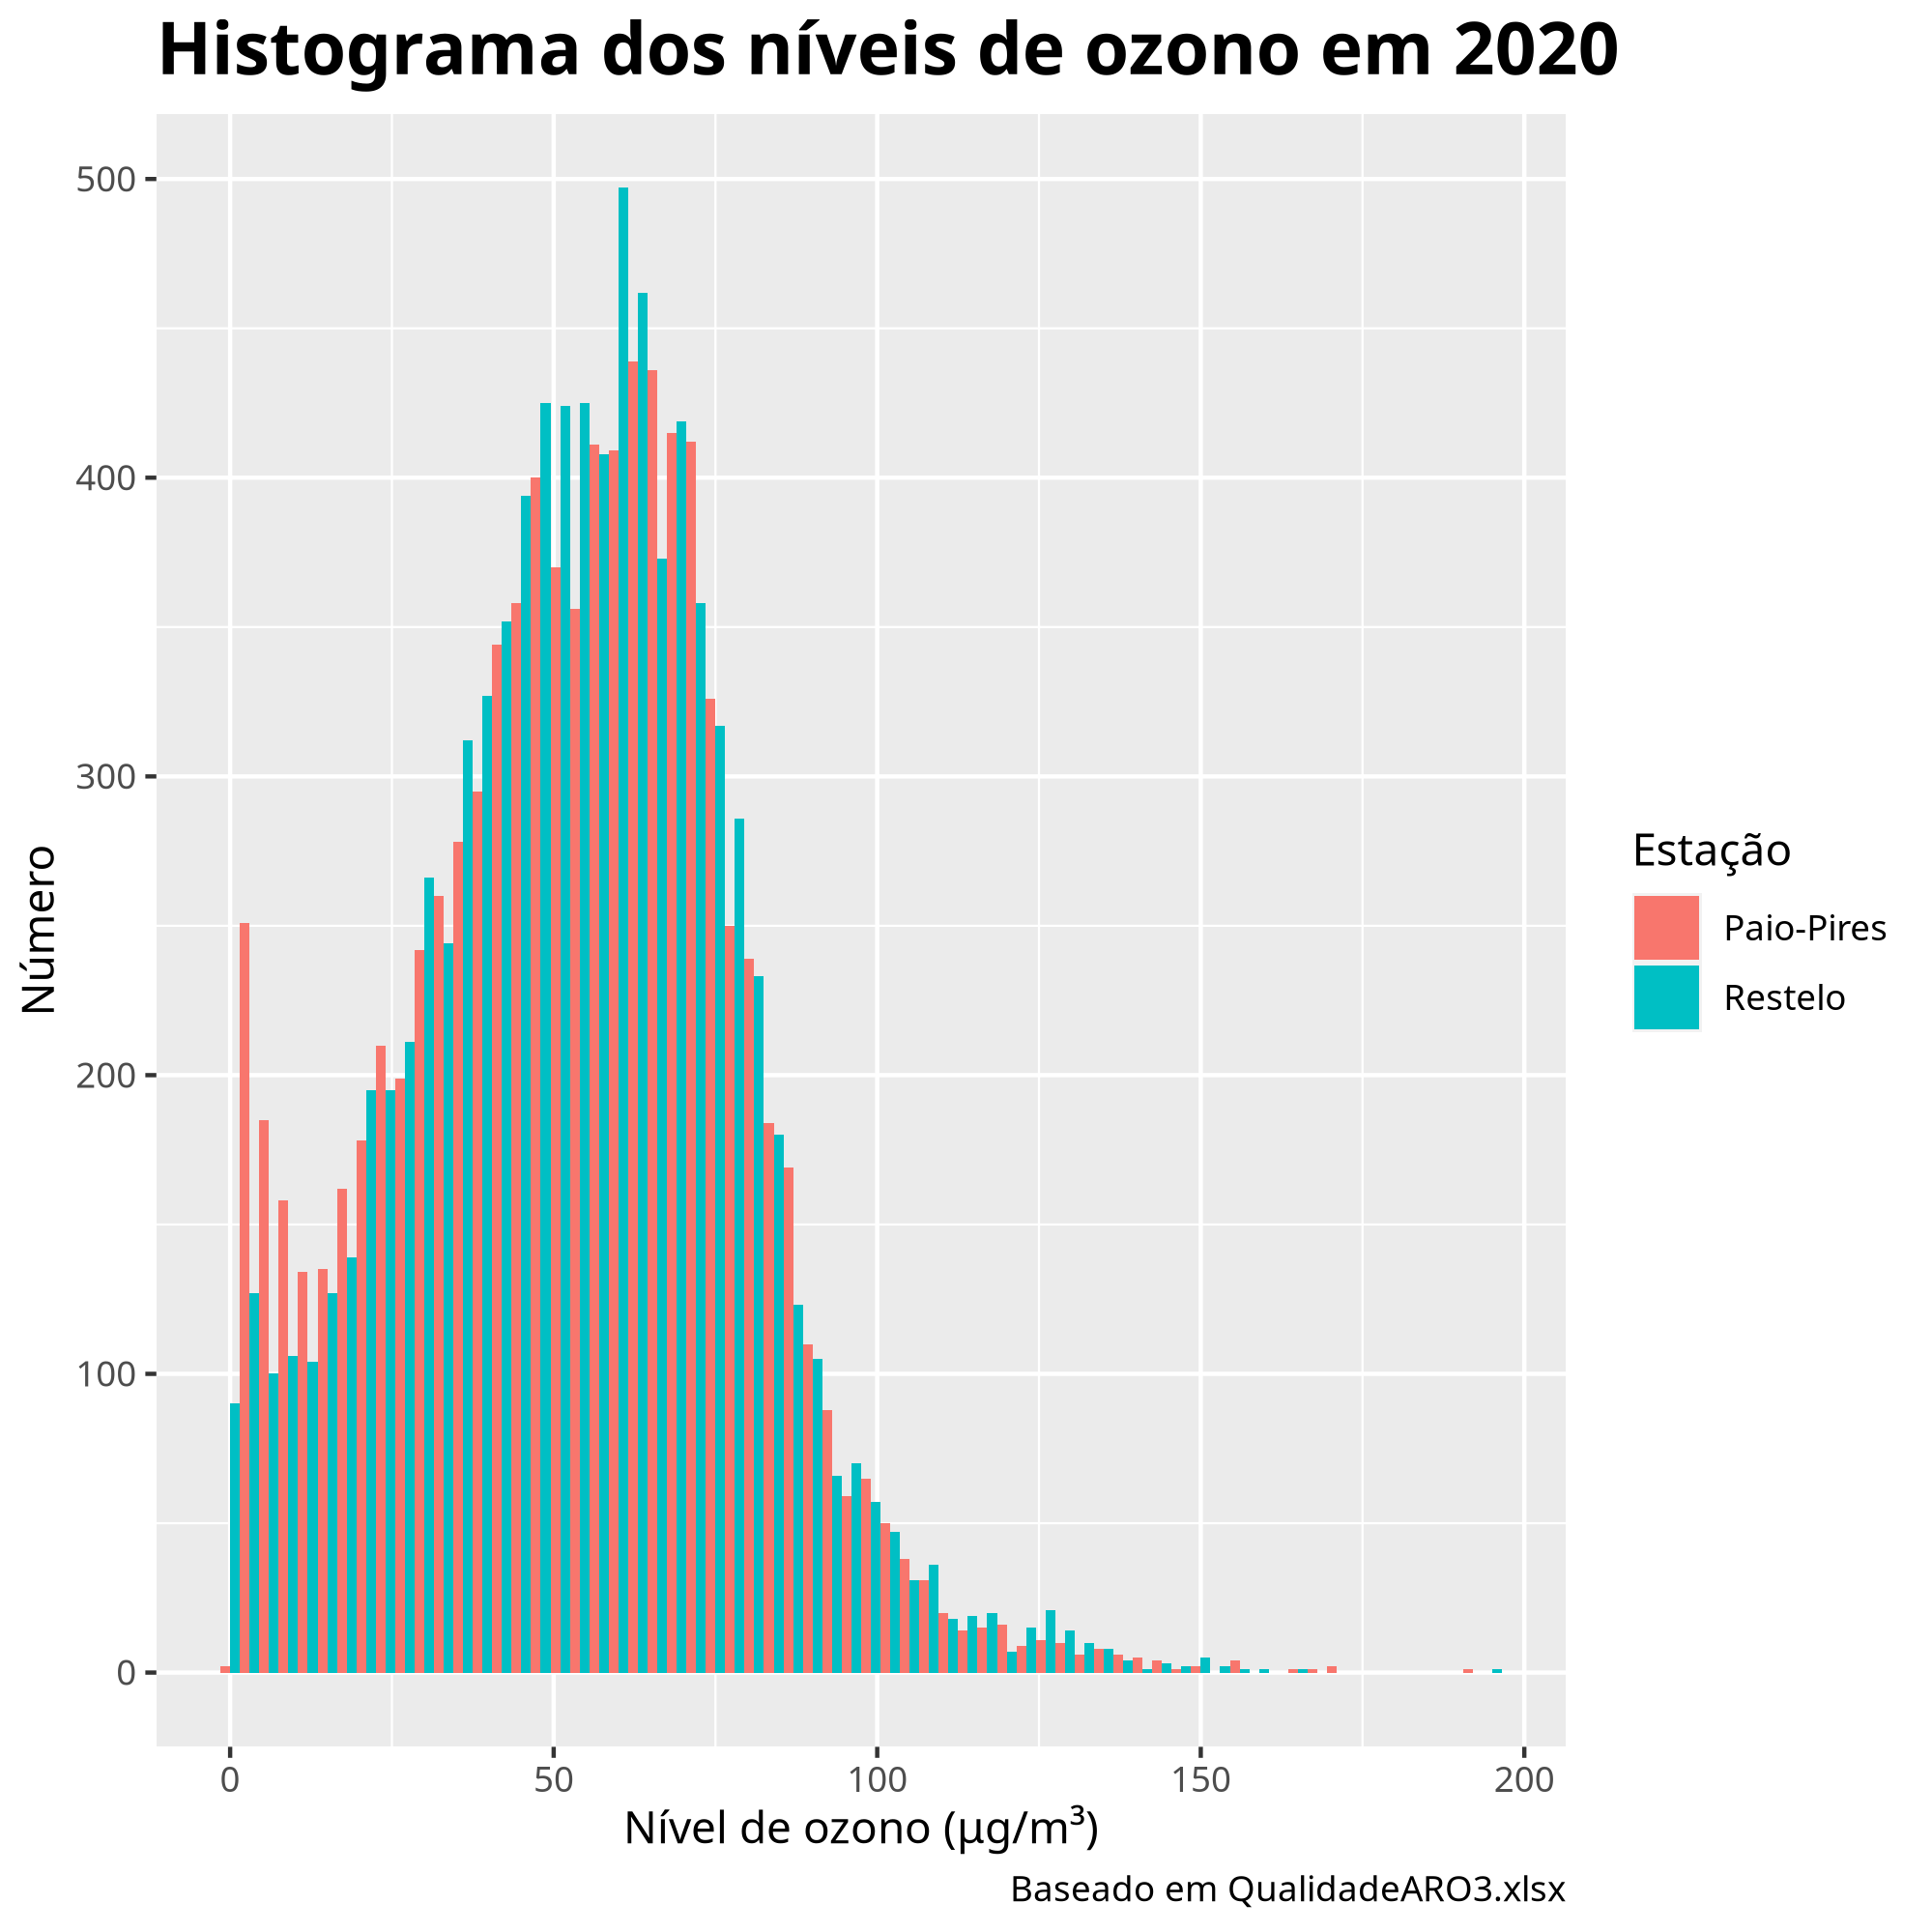 Histograma dos níveis de ozono em 2020
500
400
300
200
100
0
Número
0 50 100 150 200
Nível de ozono (µg/m³)
Estação
Paio-Pires
Restelo
Baseado em QualidadeARO3.xlsx